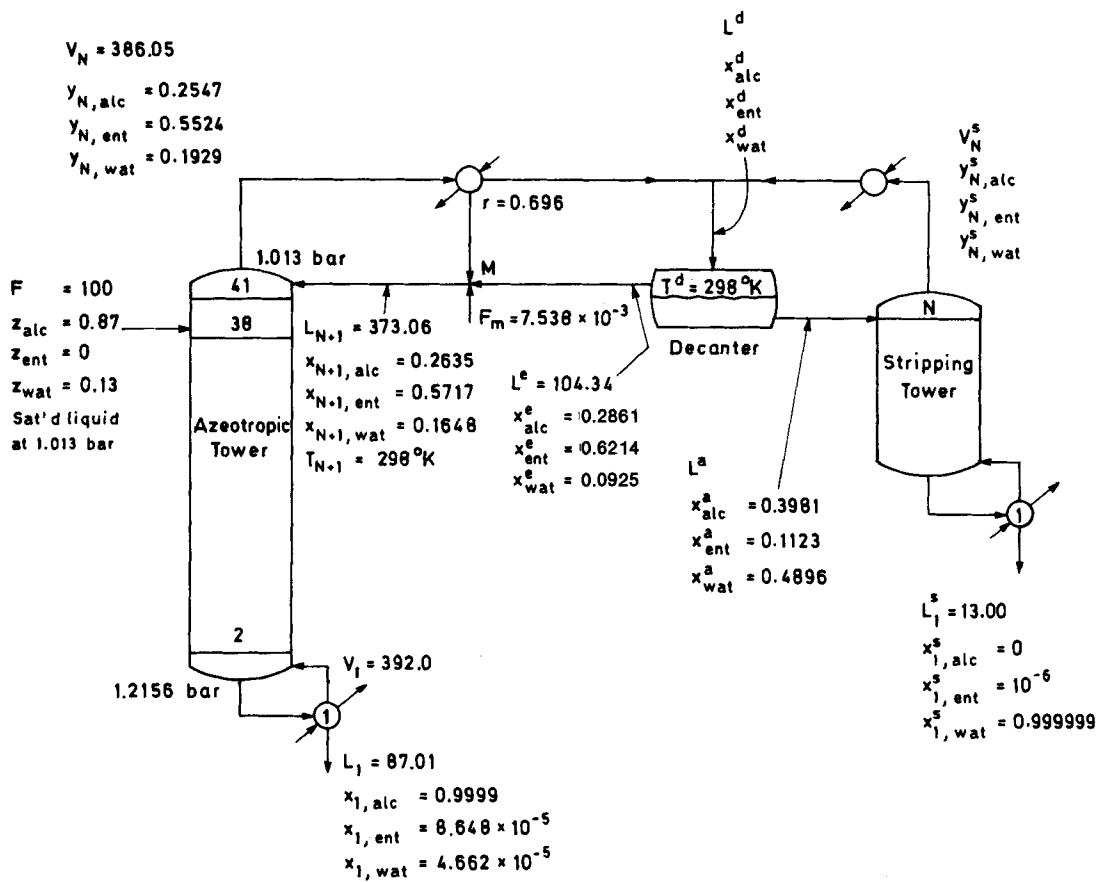 V_N = 386.05
y_N,alc = 0.2547
y_N,ent = 0.5524
y_N,wat = 0.1929
L^d
x^d_alc
x^d_ent
x^d_wat
V^s_N
y^s_N,alc
y^s_N,ent
y^s_N,wat
r = 0.696
1.013 bar
M
41
38
F = 100
z_alc = 0.87
z_ent = 0
z_wat = 0.13
Sat'd liquid
at 1.013 bar
Azeotropic
Tower
2
L_N+1 = 373.06
x_N+1,alc = 0.2635
x_N+1,ent = 0.5717
x_N+1,wat = 0.1648
T_N+1 = 298 °K
F_m = 7.538 × 10^-3
T^d = 298 °K
Decanter
L^e = 104.34
x^e_alc = 0.2861
x^e_ent = 0.6214
x^e_wat = 0.0925
L^a
x^a_alc = 0.3981
x^a_ent = 0.1123
x^a_wat = 0.4896
N
Stripping
Tower
1
L^s_1 = 13.00
x^s_1,alc = 0
x^s_1,ent = 10^-6
x^s_1,wat = 0.999999
1.2156 bar
V_1 = 392.0
1
L_1 = 87.01
x_1,alc = 0.9999
x_1,ent = 8.648 × 10^-5
x_1,wat = 4.662 × 10^-5